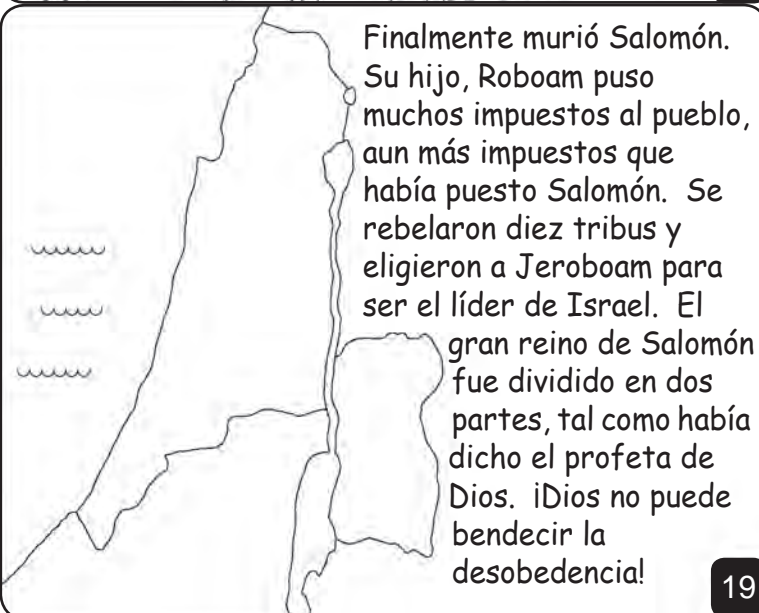 Finalmente murió Salomón.
Su hijo, Roboam puso
muchos impuestos al pueblo,
aun más impuestos que
había puesto Salomón. Se
rebelaron diez tribus y
eligieron a Jeroboam para
ser el líder de Israel. El
gran reino de Salomón
fue dividido en dos
partes, tal como había
dicho el profeta de
Dios. ¡Dios no puede
bendecir la
desobedencia!
19